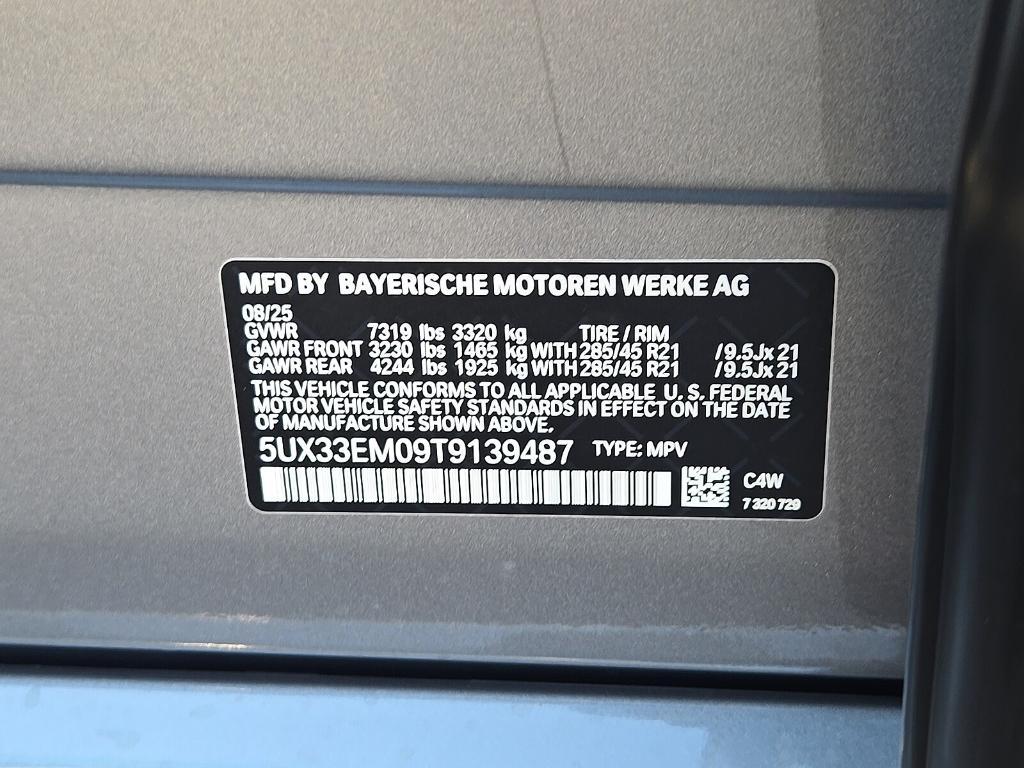 MFD BY BAYERISCHE MOTOREN WERKE AG
08/25
GVWR 7319 lbs 3320 kg TIRE / RIM
GAWR FRONT 3230 lbs 1465 kg WITH 285/45 R21 /9.5Jx 21
GAWR REAR 4244 lbs 1925 kg WITH 285/45 R21 /9.5Jx 21
THIS VEHICLE CONFORMS TO ALL APPLICABLE U. S. FEDERAL
MOTOR VEHICLE SAFETY STANDARDS IN EFFECT ON THE DATE
OF MANUFACTURE SHOWN ABOVE.
5UX33EM09T9139487 TYPE: MPV
C4W
7 320 729